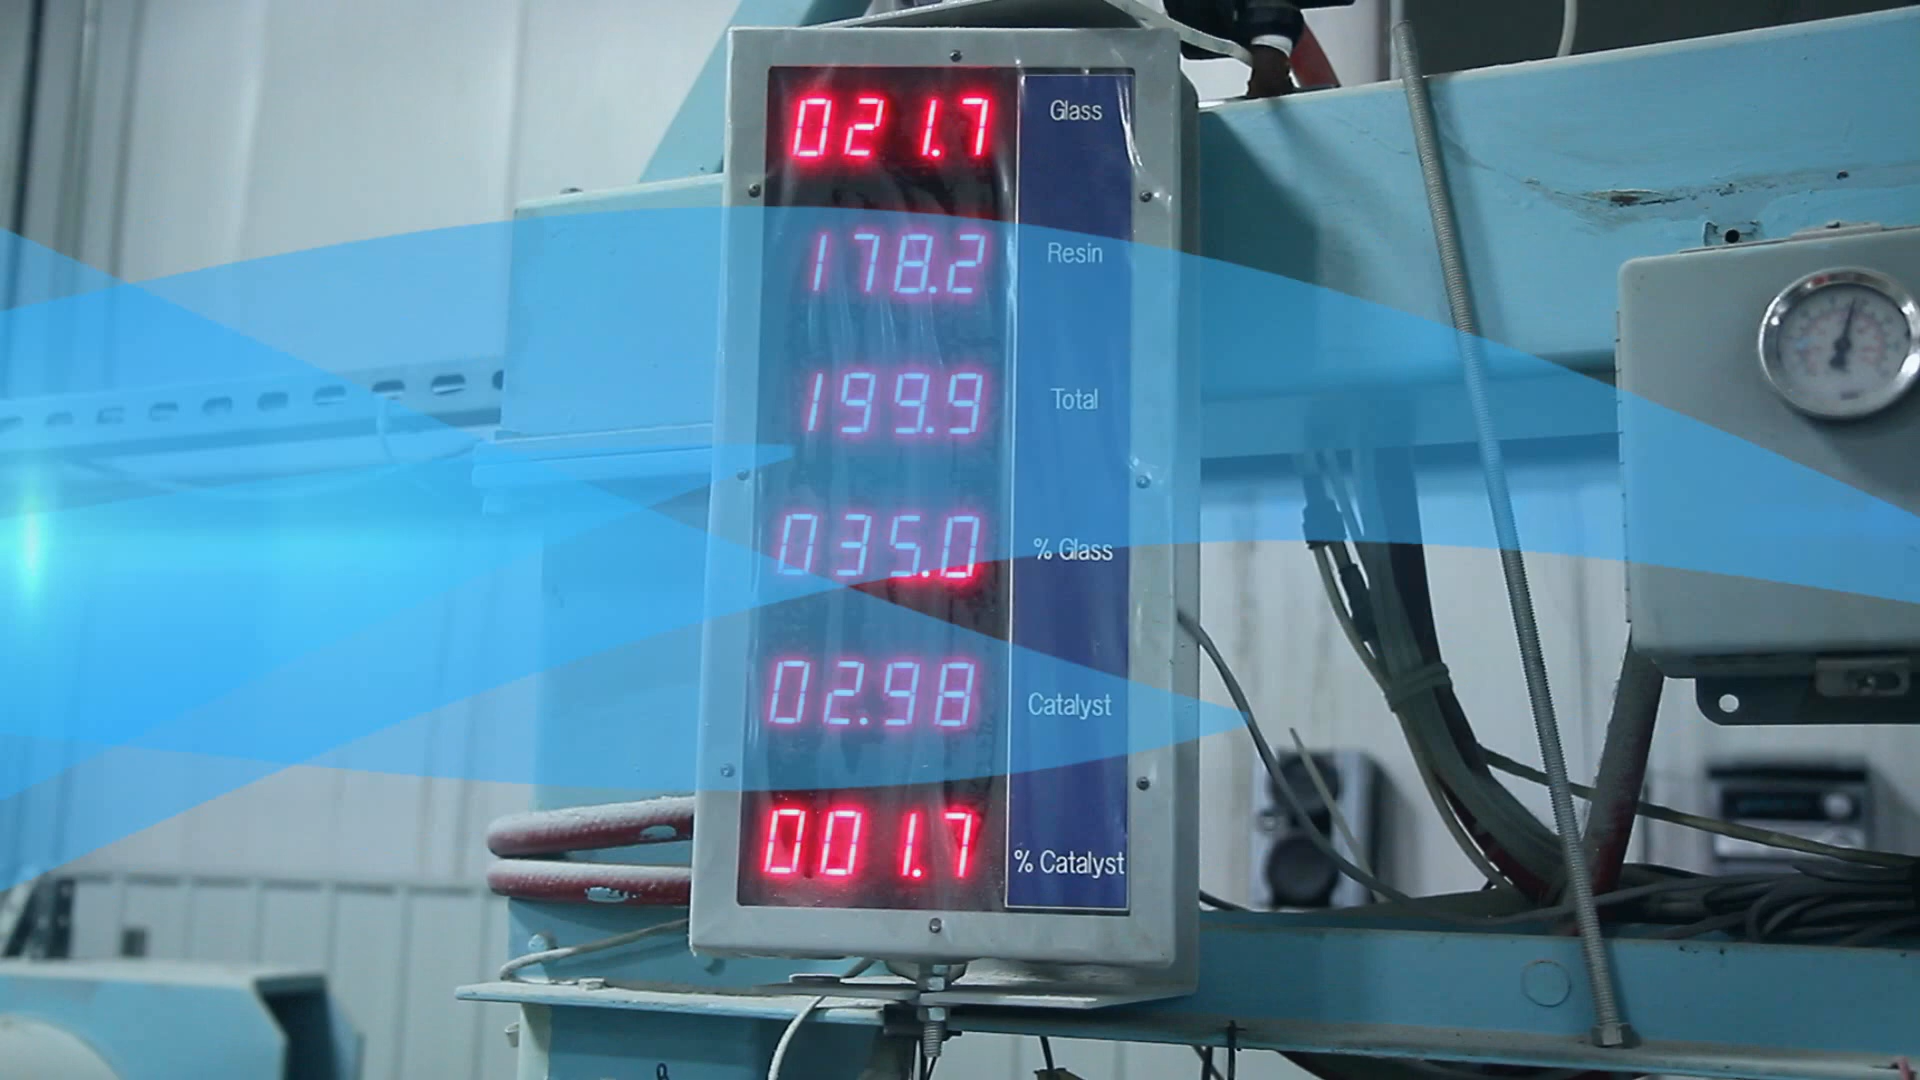 021.7 Glass
178.2 Resin
199.9 Total
035.0 % Glass
02.98 Catalyst
001.7 % Catalyst